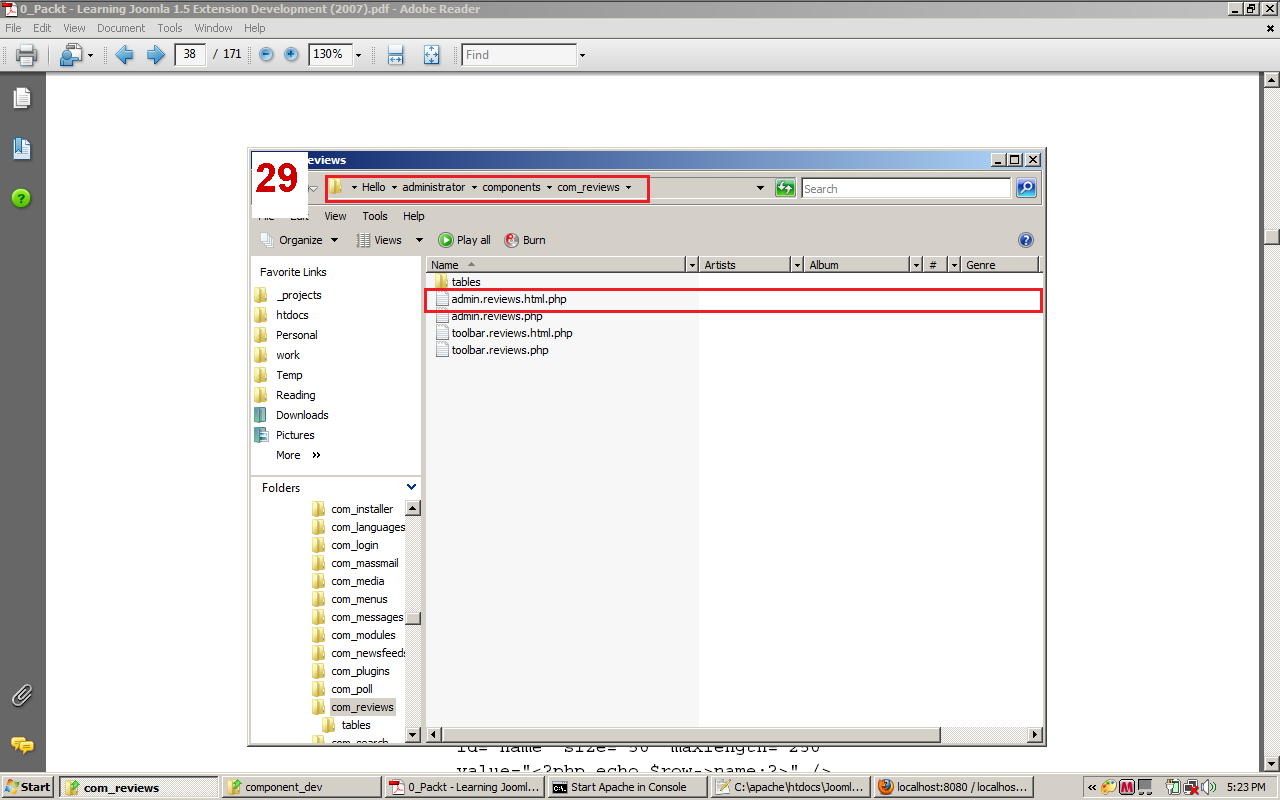 0_Packt - Learning Joomla 1.5 Extension Development (2007).pdf - Adobe Reader
File Edit View Document Tools Window Help
38 / 171 130% Find
29
eviews
Hello administrator components com_reviews Search
View Tools Help
Organize Views Play all Burn
Favorite Links
_projects
htdocs
Personal
work
Temp
Reading
Downloads
Pictures
More »
Folders
com_installer
com_languages
com_login
com_massmail
com_media
com_menus
com_messages
com_modules
com_newsfeeds
com_plugins
com_poll
com_reviews
tables
com_search
Name Artists Album # Genre
tables
admin.reviews.html.php
admin.reviews.php
toolbar.reviews.html.php
toolbar.reviews.php
id="name" size="50" maxlength="250"
value="<?php echo $row->name;?>" />
Start com_reviews component_dev 0_Packt - Learning Jooml... Start Apache in Console C:\apache\htdocs\Jooml... localhost:8080 / localhos... « 5:23 PM